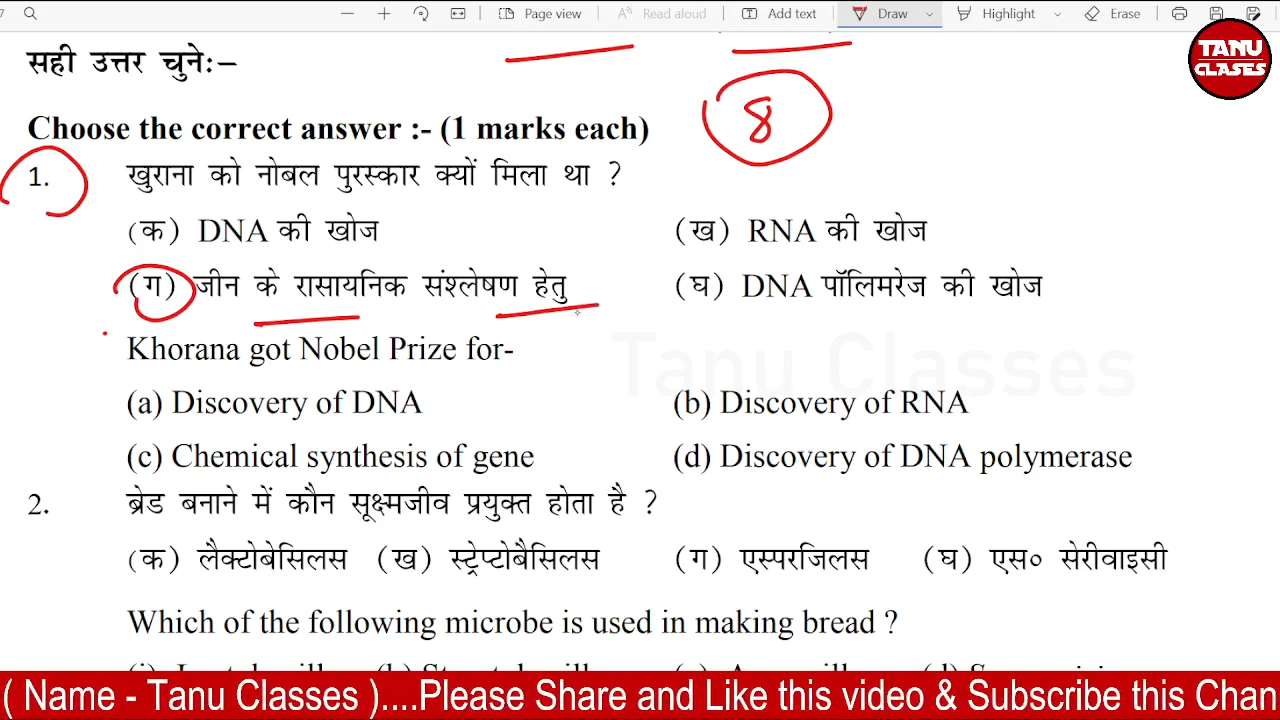 Page view
Read aloud
Add text
Draw
Highlight
Erase
TANU
CLASES
सही उत्तर चुने:-
8
Choose the correct answer :- (1 marks each)
1. खुराना को नोबल पुरस्कार क्यों मिला था ?
(क) DNA की खोज (ख) RNA की खोज
(ग) जीन के रासायनिक संश्लेषण हेतु (घ) DNA पॉलिमरेज की खोज
Tanu Classes
Khorana got Nobel Prize for-
(a) Discovery of DNA (b) Discovery of RNA
(c) Chemical synthesis of gene (d) Discovery of DNA polymerase
2. ब्रेड बनाने में कौन सूक्ष्मजीव प्रयुक्त होता है ?
(क) लैक्टोबेसिलस (ख) स्ट्रेप्टोबैसिलस (ग) एस्परजिलस (घ) एस० सेरीवाइसी
Which of the following microbe is used in making bread ?
( Name - Tanu Classes )....Please Share and Like this video & Subscribe this Chan